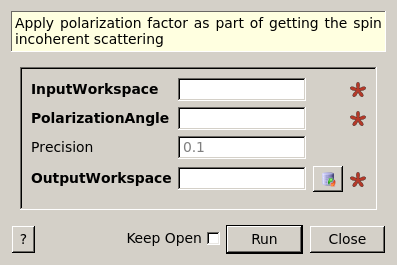 Apply polarization factor as part of getting the spin
incoherent scattering
InputWorkspace
PolarizationAngle
Precision 0.1
OutputWorkspace
? Keep Open Run Close